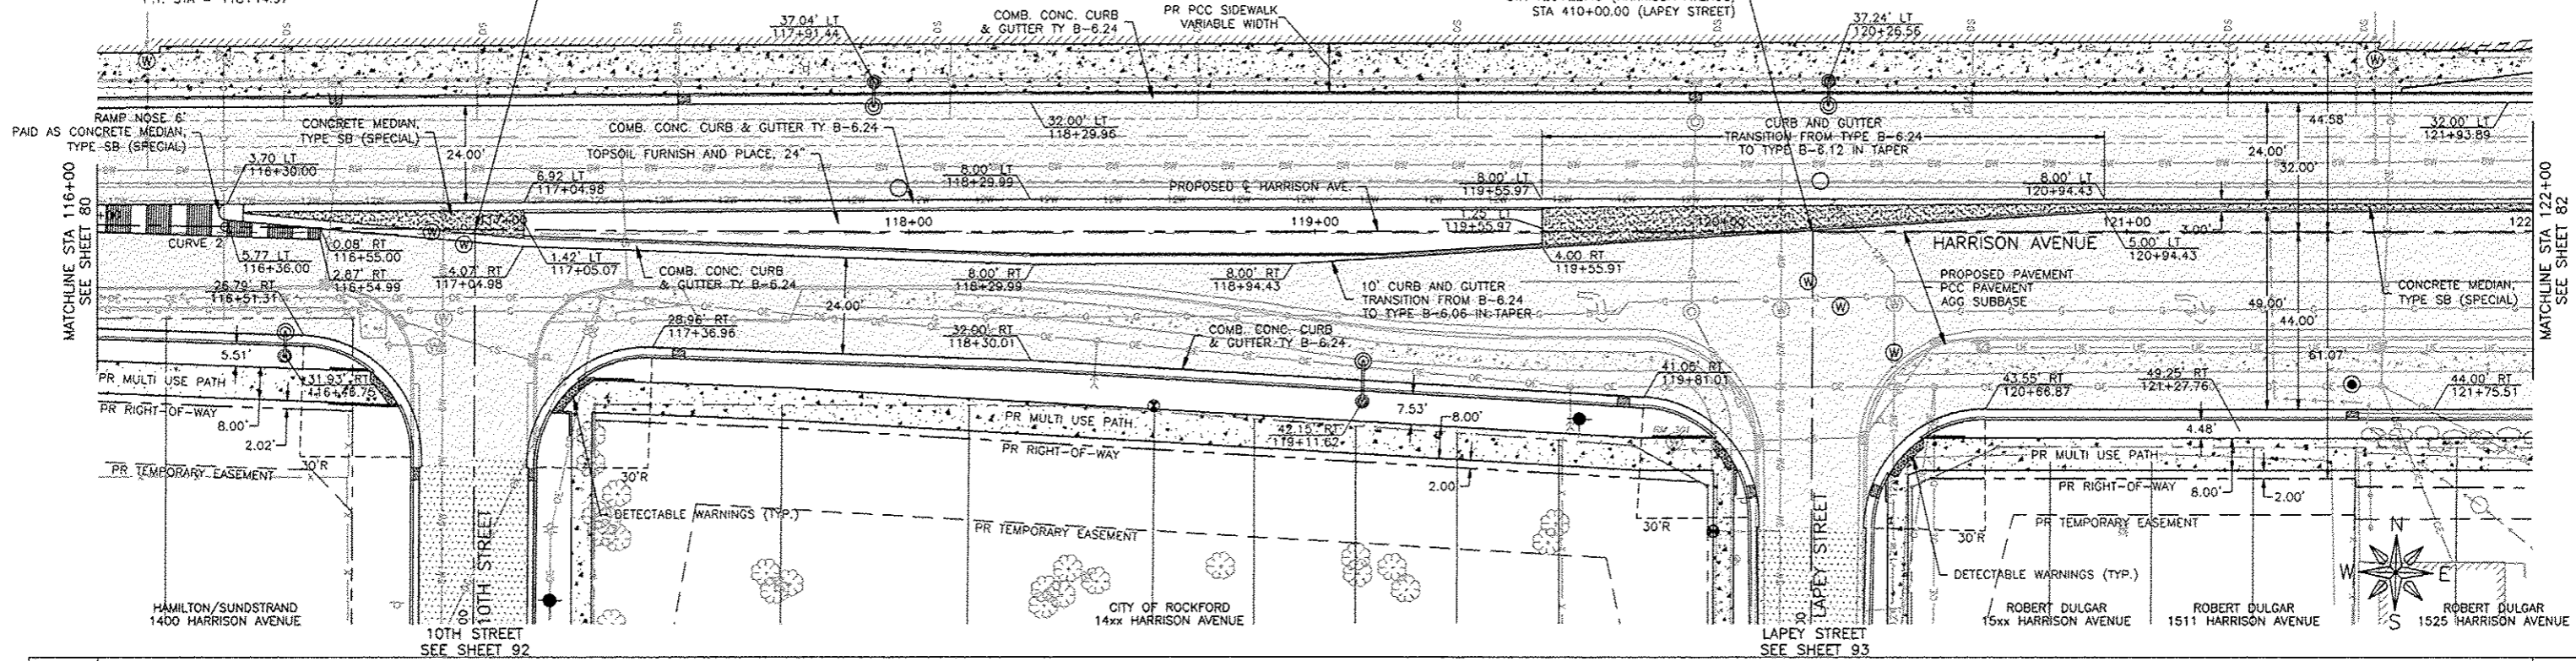 37.04' LT
117+91.44
COMB. CONC. CURB
& GUTTER TY B-6.24
PR PCC SIDEWALK
VARIABLE WIDTH
STA 410+00.00 (LAPEY STREET)
37.24' LT
120+26.56
RAMP NOSE 6'
PAID AS CONCRETE MEDIAN,
TYPE SB (SPECIAL)
CONCRETE MEDIAN,
TYPE SB (SPECIAL)
24.00'
COMB. CONC. CURB & GUTTER TY B-6.24
TOPSOIL FURNISH AND PLACE, 24"
32.00' LT
118+29.96
CURB AND GUTTER
TRANSITION FROM TYPE B-6.24
TO TYPE B-6.12 IN TAPER
44.58'
24.00'
32.00'
32.00' LT
121+93.89
MATCHLINE STA 116+00
SEE SHEET 80
3.70 LT
116+30.00
6.92 LT
117+04.98
8.00' LT
118+29.99
PROPOSED ℄ HARRISON AVE.
8.00' LT
119+55.97
8.00' LT
120+94.43
MATCHLINE STA 122+00
SEE SHEET 82
117+00
118+00
119+00
1.25' LT
119+55.97
120+00
121+00
122
3.00'
CURVE 2
HARRISON AVENUE
5.77 LT
116+36.00
0.08' RT
116+55.00
2.87' RT
116+54.99
4.07' RT
117+04.98
1.42' LT
117+05.07
COMB. CONC. CURB
& GUTTER TY B-6.24
8.00' RT
118+29.99
8.00' RT
118+94.43
4.00 RT
119+55.91
5.00' LT
120+94.43
26.79' RT
116+51.31
24.00'
10' CURB AND GUTTER
TRANSITION FROM B-6.24
TO TYPE B-6.06 IN TAPER
PROPOSED PAVEMENT
PCC PAVEMENT
AGG SUBBASE
CONCRETE MEDIAN,
TYPE SB (SPECIAL)
49.00'
44.00'
61.07'
28.96' RT
117+36.96
32.00' RT
118+30.01
COMB. CONC. CURB
& GUTTER TY B-6.24
5.51'
PR MULTI USE PATH
31.93' RT
116+46.75
PR RIGHT-OF-WAY
8.00'
2.02'
41.06' RT
119+81.01
43.55' RT
120+66.87
49.25' RT
121+27.76
44.00' RT
121+75.51
PR MULTI USE PATH
7.53'
8.00'
42.15' RT
119+11.62
4.48'
PR RIGHT-OF-WAY
PR MULTI USE PATH
PR TEMPORARY EASEMENT
30'R
30'R
2.00'
PR RIGHT-OF-WAY
8.00'
2.00'
DETECTABLE WARNINGS (TYP.)
PR TEMPORARY EASEMENT
30'R
PR TEMPORARY EASEMENT
30'R
DETECTABLE WARNINGS (TYP.)
N
W
E
S
10TH STREET
LAPEY STREET
HAMILTON/SUNDSTRAND
1400 HARRISON AVENUE
CITY OF ROCKFORD
14xx HARRISON AVENUE
ROBERT DULGAR
15xx HARRISON AVENUE
ROBERT DULGAR
1511 HARRISON AVENUE
ROBERT DULGAR
1525 HARRISON AVENUE
10TH STREET
SEE SHEET 92
LAPEY STREET
SEE SHEET 93